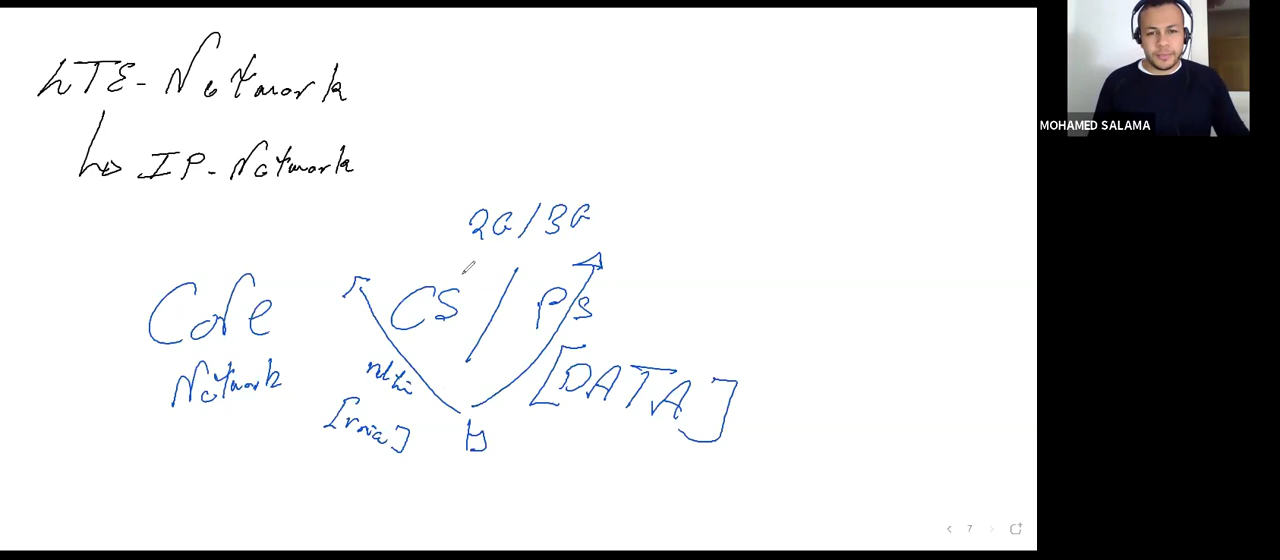 LTE-Network
IP-Network
2G/3G
Core
Network
CS / PS
[DATA]
MOHAMED SALAMA
7